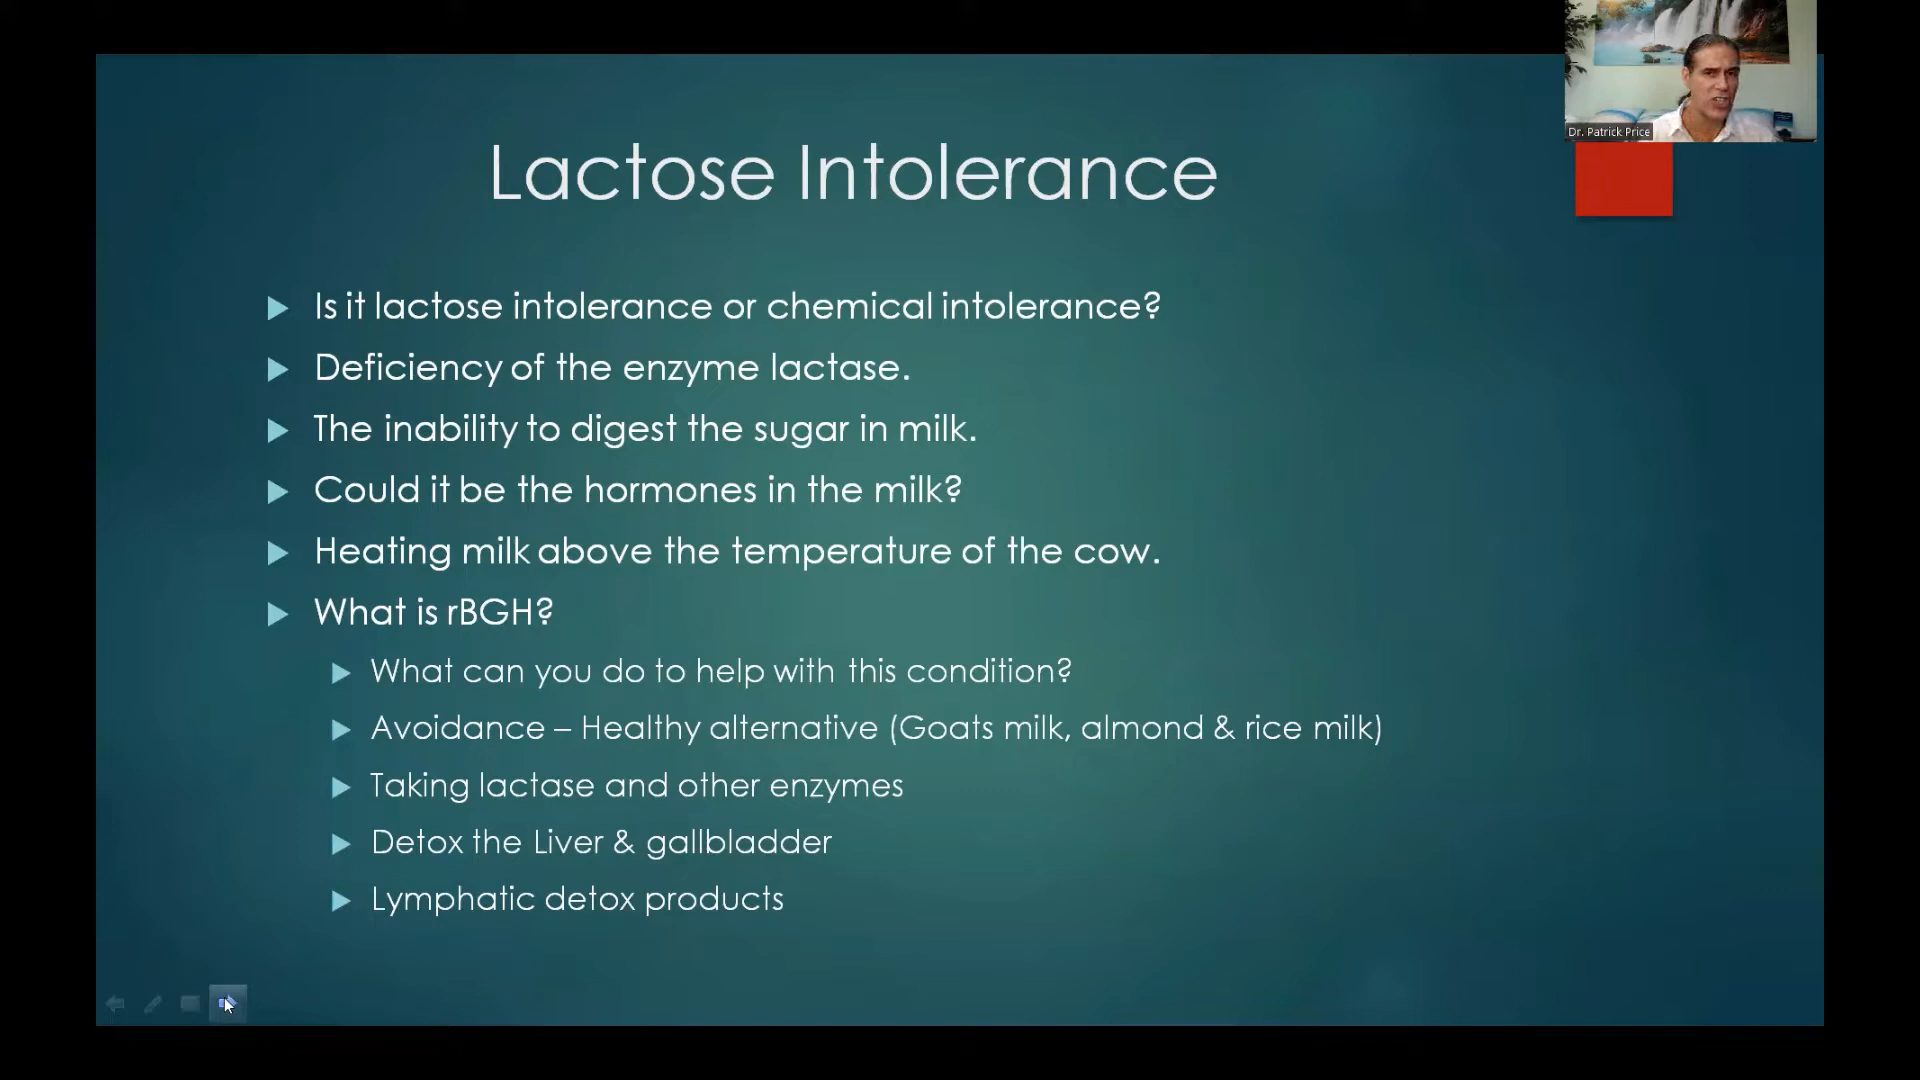 Dr. Patrick Price
Lactose Intolerance
Is it lactose intolerance or chemical intolerance?
Deficiency of the enzyme lactase.
The inability to digest the sugar in milk.
Could it be the hormones in the milk?
Heating milk above the temperature of the cow.
What is rBGH?
What can you do to help with this condition?
Avoidance – Healthy alternative (Goats milk, almond & rice milk)
Taking lactase and other enzymes
Detox the Liver & gallbladder
Lymphatic detox products